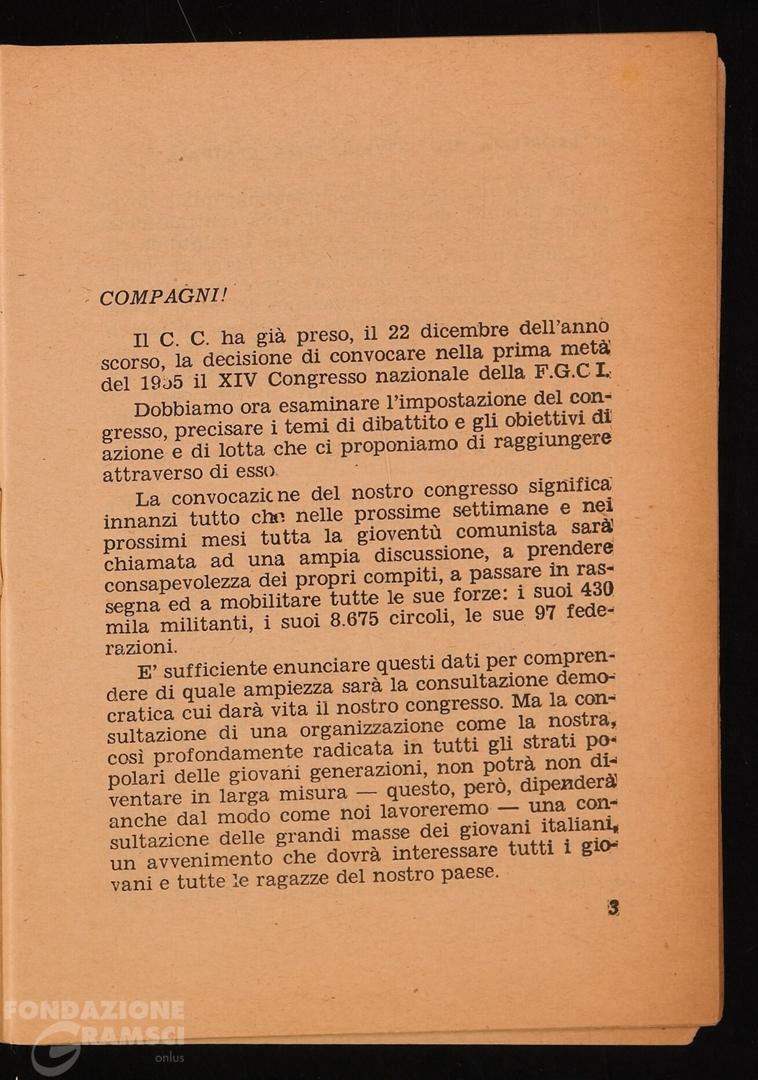 COMPAGNI!
Il C. C. ha già preso, il 22 dicembre dell'anno
scorso, la decisione di convocare nella prima metà
del 1955 il XIV Congresso nazionale della F.G.C I.
Dobbiamo ora esaminare l'impostazione del con-
gresso, precisare i temi di dibattito e gli obiettivi di
azione e di lotta che ci proponiamo di raggiungere
attraverso di esso.
La convocazione del nostro congresso significa
innanzi tutto che nelle prossime settimane e nei
prossimi mesi tutta la gioventù comunista sarà
chiamata ad una ampia discussione, a prendere
consapevolezza dei propri compiti, a passare in ras-
segna ed a mobilitare tutte le sue forze: i suoi 430
mila militanti, i suoi 8.675 circoli, le sue 97 fede-
razioni.
E' sufficiente enunciare questi dati per compren-
dere di quale ampiezza sarà la consultazione demo-
cratica cui darà vita il nostro congresso. Ma la con-
sultazione di una organizzazione come la nostra,
così profondamente radicata in tutti gli strati po-
polari delle giovani generazioni, non potrà non di-
ventare in larga misura — questo, però, dipenderà
anche dal modo come noi lavoreremo — una con-
sultazione delle grandi masse dei giovani italiani,
un avvenimento che dovrà interessare tutti i gio-
vani e tutte le ragazze del nostro paese.
3
FONDAZIONE
GRAMSCI
onlus